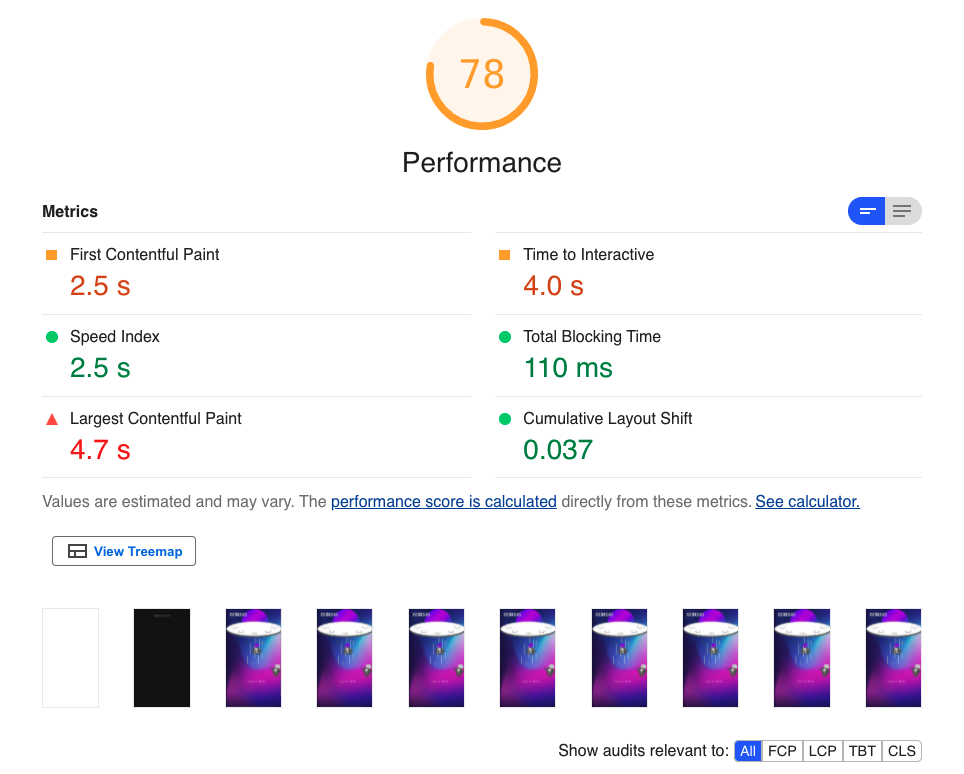 78
Performance
Metrics
First Contentful Paint
2.5 s
Time to Interactive
4.0 s
Speed Index
2.5 s
Total Blocking Time
110 ms
Largest Contentful Paint
4.7 s
Cumulative Layout Shift
0.037
Values are estimated and may vary. The performance score is calculated directly from these metrics. See calculator.
View Treemap
Show audits relevant to: All FCP LCP TBT CLS